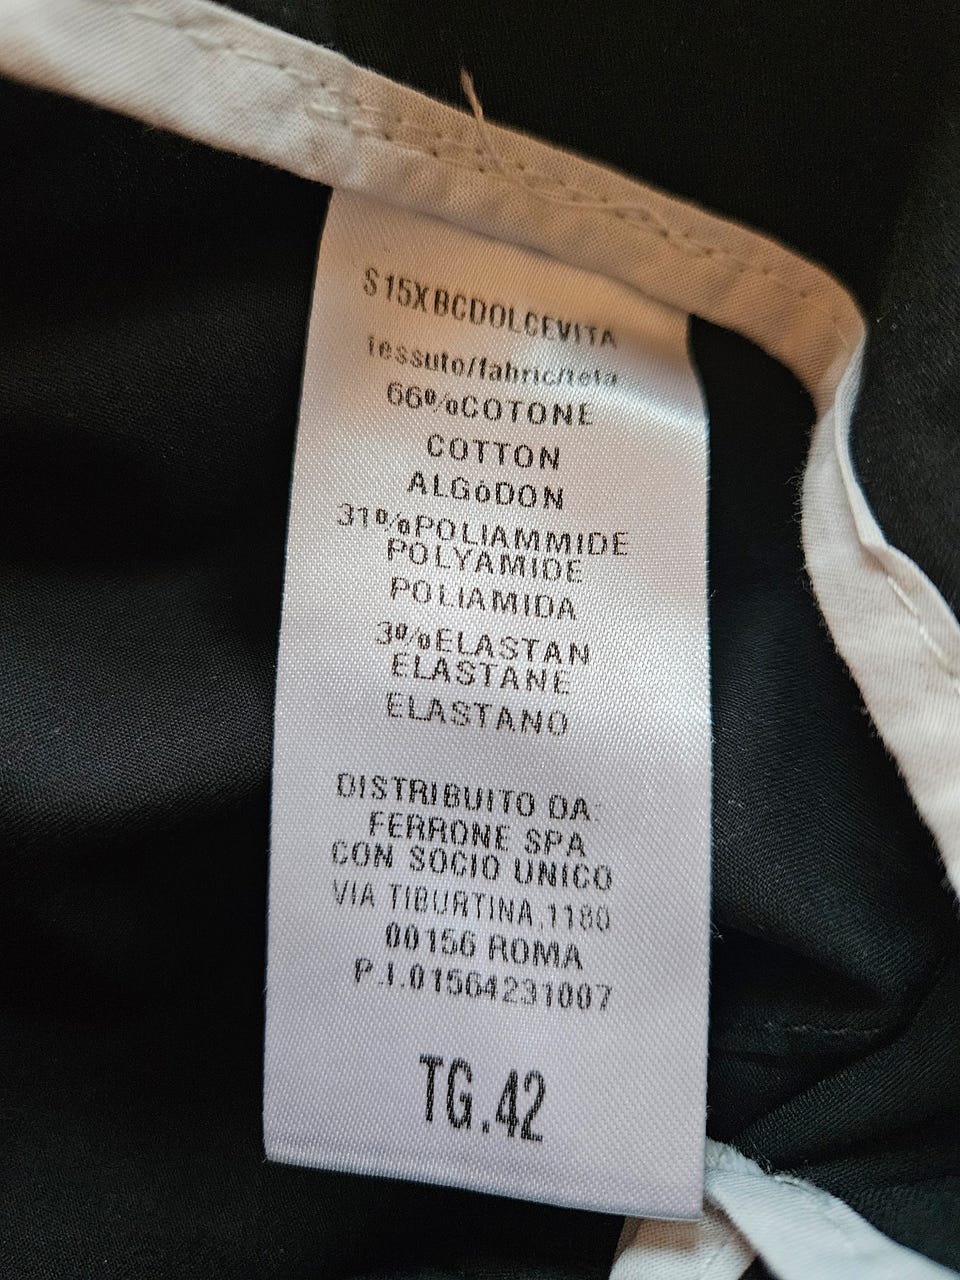 S15XBCDOLCEVITA
tessuto/fabric/tela
66%COTONE
COTTON
ALGóDON
31%POLIAMMIDE
POLYAMIDE
POLIAMIDA
3%ELASTAN
ELASTANE
ELASTANO
DISTRIBUITO DA:
FERRONE SPA
CON SOCIO UNICO
VIA TIBURTINA,1180
00156 ROMA
P.I.01564231007
TG.42